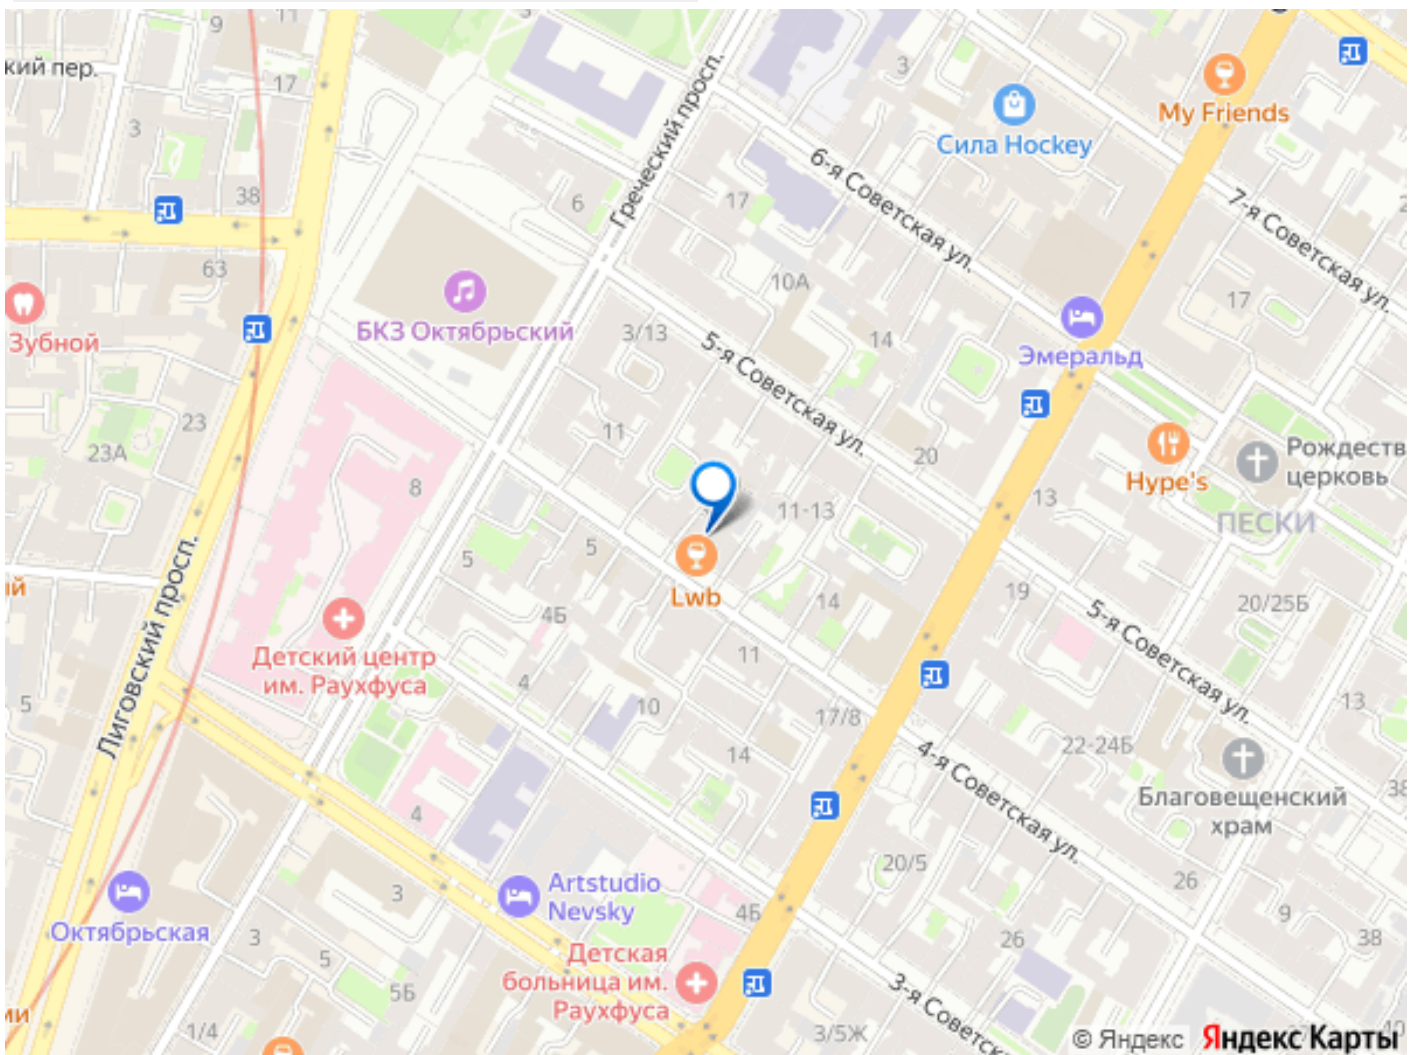 9
11
3
кий пер.
17
3
38
63
6
17
3
Сила Hockey
My Friends
Греческий просп.
6-я Советская ул.
7-я Советская ул.
10А
17
Зубной
БКЗ Октябрьский
3/13
14
5-я Советская ул.
Эмеральд
23
23А
11
20
8
11-13
13
Hype's
Рождеств
церковь
ПЕСКИ
5
5
Lwb
14
19
20/25Б
5-я Советская ул.
ий
Лиговский просп.
4Б
Детский центр
им. Раухфуса
11
4
10
17/8
13
5
14
22-24Б
4-я Советская ул.
Благовещенский
храм
38
4
20/5
26
3
Artstudio
Nevsky
4Б
9
Октябрьская
3
5
26
38
Детская
больница им.
Раухфуса
5Б
3-я Советская
ии
1/4
3/5Ж
40
© Яндекс Яндекс Карты